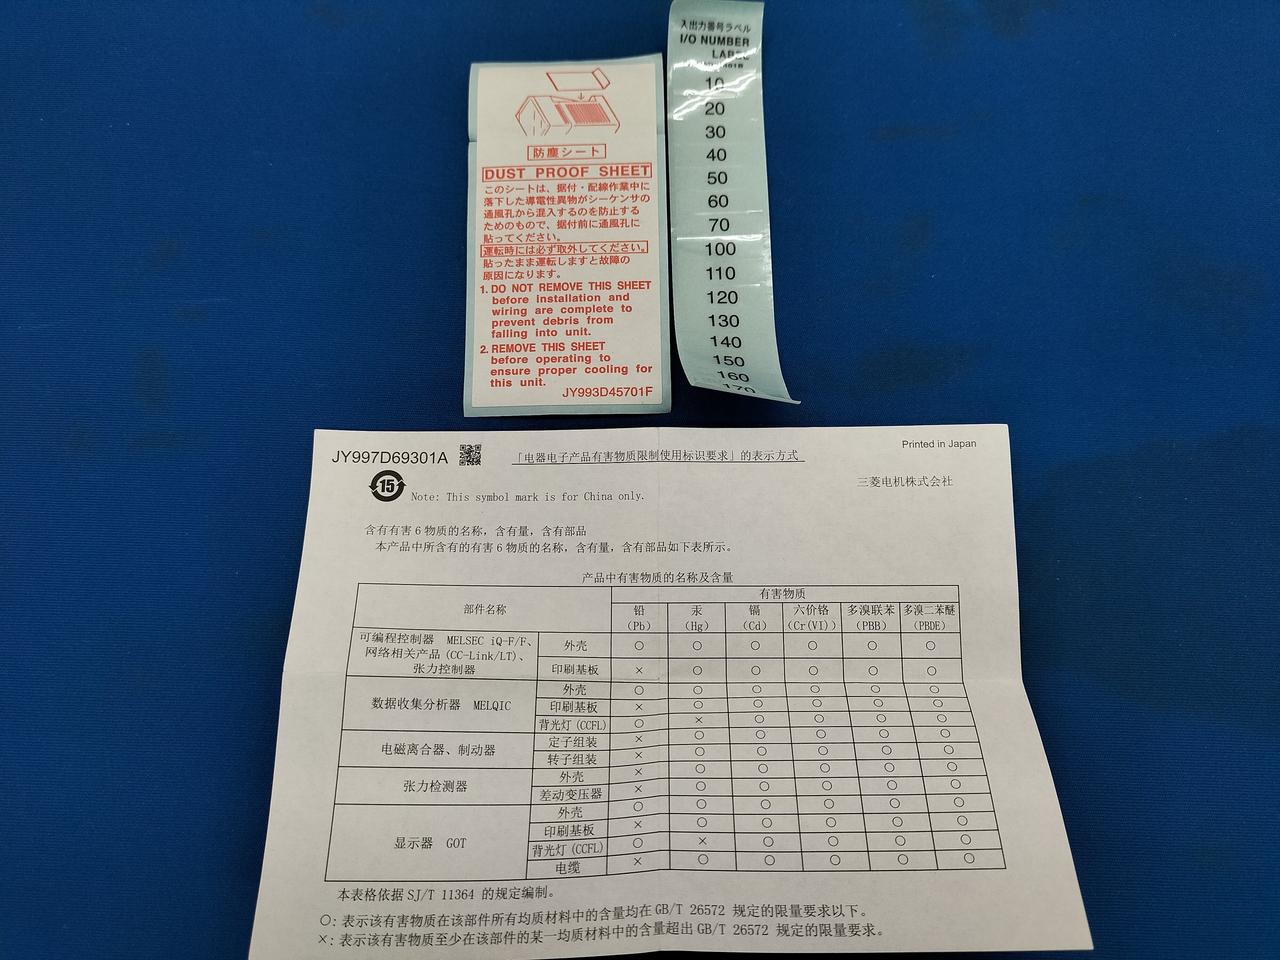 防塵シート
DUST PROOF SHEET
このシートは、据付・配線作業中に
落下した導電性異物がシーケンサの
通風孔から混入するのを防止する
ためのもので、据付前に通風孔に
貼ってください。
運転時には必ず取外してください。
貼ったまま運転しますと故障の
原因になります。
1. DO NOT REMOVE THIS SHEET
before installation and
wiring are complete to
prevent debris from
falling into unit.
2. REMOVE THIS SHEET
before operating to
ensure proper cooling for
this unit.
JY993D45701F
入出力番号ラベル
I/O NUMBER
LABEL
10
20
30
40
50
60
70
100
110
120
130
140
150
160
170
JY997D69301A
「电器电子产品有害物质限制使用标识要求」的表示方式
Printed in Japan
15
Note: This symbol mark is for China only.
三菱电机株式会社
含有有害 6 物质的名称，含有量，含有部品
本产品中所含有的有害 6 物质的名称，含有量，含有部品如下表所示。
产品中有害物质的名称及含量
部件名称 有害物质
铅 (Pb) 汞 (Hg) 镉 (Cd) 六价铬 (Cr(VI)) 多溴联苯 (PBB) 多溴二苯醚 (PBDE)
可编程控制器 MELSEC iQ-F/F、
网络相关产品 (CC-Link/LT)、
张力控制器
外壳 ○ ○ ○ ○ ○ ○
印刷基板 × ○ ○ ○ ○ ○
数据收集分析器 MELQIC
外壳 ○ ○ ○ ○ ○ ○
印刷基板 × ○ ○ ○ ○ ○
背光灯 (CCFL) ○ × ○ ○ ○ ○
电磁离合器、制动器
定子组装 × ○ ○ ○ ○ ○
转子组装 × ○ ○ ○ ○ ○
张力检测器
外壳 × ○ ○ ○ ○ ○
差动变压器 × ○ ○ ○ ○ ○
显示器 GOT
外壳 ○ ○ ○ ○ ○ ○
印刷基板 × ○ ○ ○ ○ ○
背光灯 (CCFL) ○ × ○ ○ ○ ○
电缆 × ○ ○ ○ ○ ○
本表格依据 SJ/T 11364 的规定编制。
○: 表示该有害物质在该部件所有均质材料中的含量均在 GB/T 26572 规定的限量要求以下。
×: 表示该有害物质至少在该部件的某一均质材料中的含量超出 GB/T 26572 规定的限量要求。